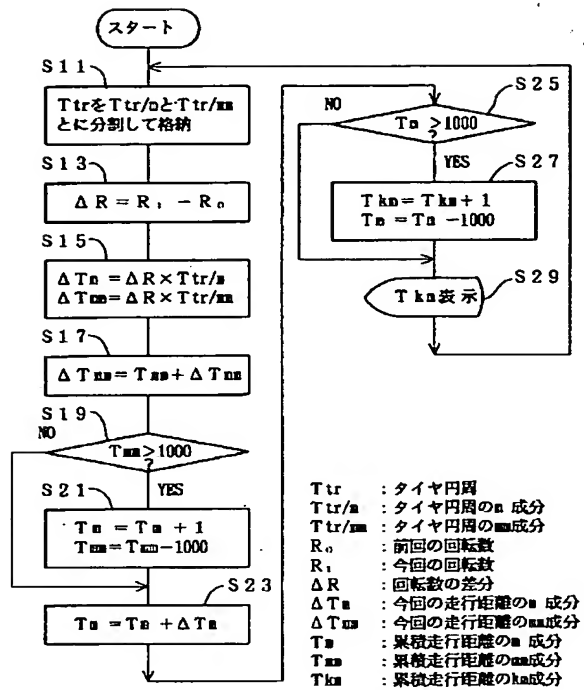 スタート
S11
TtrをTtr/mとTtr/mm
とに分割して格納
S13
ΔR=R₁-R₀
S15
ΔTm=ΔR×Ttr/m
ΔTmm=ΔR×Ttr/mm
S17
ΔTmm=Tmm+ΔTmm
S19
NO
Tmm>1000
?
YES
S21
Tm=Tm+1
Tmm=Tmm-1000
S23
Tm=Tm+ΔTm
S25
NO
Tm>1000
?
YES
S27
Tkm=Tkm+1
Tm=Tm-1000
S29
Tkm表示
Ttr :タイヤ円周
Ttr/m :タイヤ円周のm成分
Ttr/mm :タイヤ円周のmm成分
R₀ :前回の回転数
R₁ :今回の回転数
ΔR :回転数の差分
ΔTm :今回の走行距離のm成分
ΔTmm :今回の走行距離のmm成分
Tm :累積走行距離のm成分
Tmm :累積走行距離のmm成分
Tkm :累積走行距離のkm成分